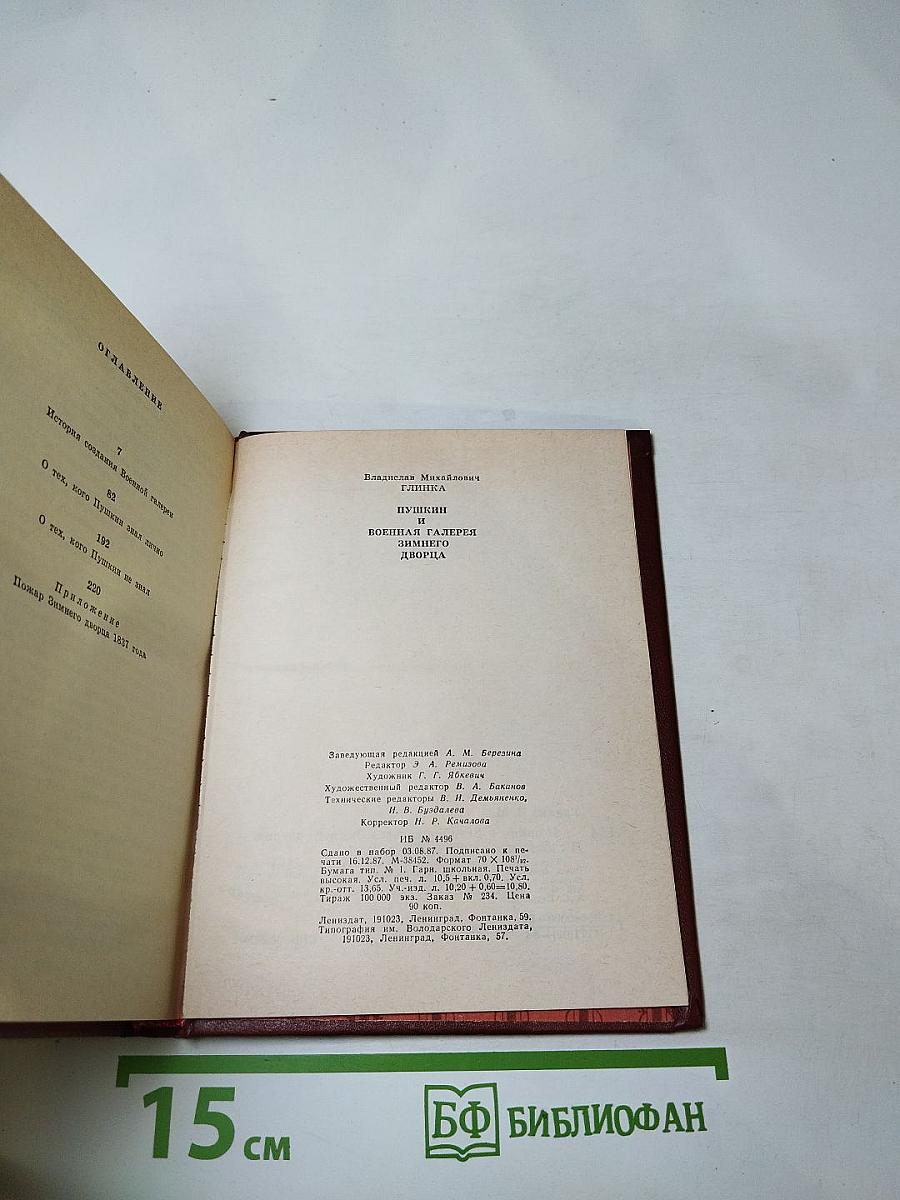 ОГЛАВЛЕНИЕ
7
История создания Военной галереи
82
О тех, кого Пушкин знал лично
192
О тех, кого Пушкин не знал
220
Приложение
Пожар Зимнего дворца 1837 года
Владислав Михайлович
ГЛИНКА
ПУШКИН
И
ВОЕННАЯ ГАЛЕРЕЯ
ЗИМНЕГО
ДВОРЦА
Заведующая редакцией А. М. Березина
Редактор Э. А. Ремизова
Художник Г. Г. Ябкевич
Художественный редактор В. А. Баканов
Технические редакторы В. И. Демьяненко,
И. В. Буздалева
Корректор Н. Р. Качалова
ИБ № 4496
Сдано в набор 03.08.87. Подписано к пе-
чати 16.12.87. М-38452. Формат 70 × 108¹/₃₂.
Бумага тип. № 1. Гарн. школьная. Печать
высокая. Усл. печ. л. 10,5 + вкл. 0,70. Усл.
кр.-отт. 13,65. Уч.-изд. л. 10,20 + 0,60=10,80.
Тираж 100 000 экз. Заказ № 234. Цена
90 коп.
Лениздат, 191023, Ленинград, Фонтанка, 59.
Типография им. Володарского Лениздата,
191023, Ленинград, Фонтанка, 57.
15 см
БФ БИБЛИОФАН